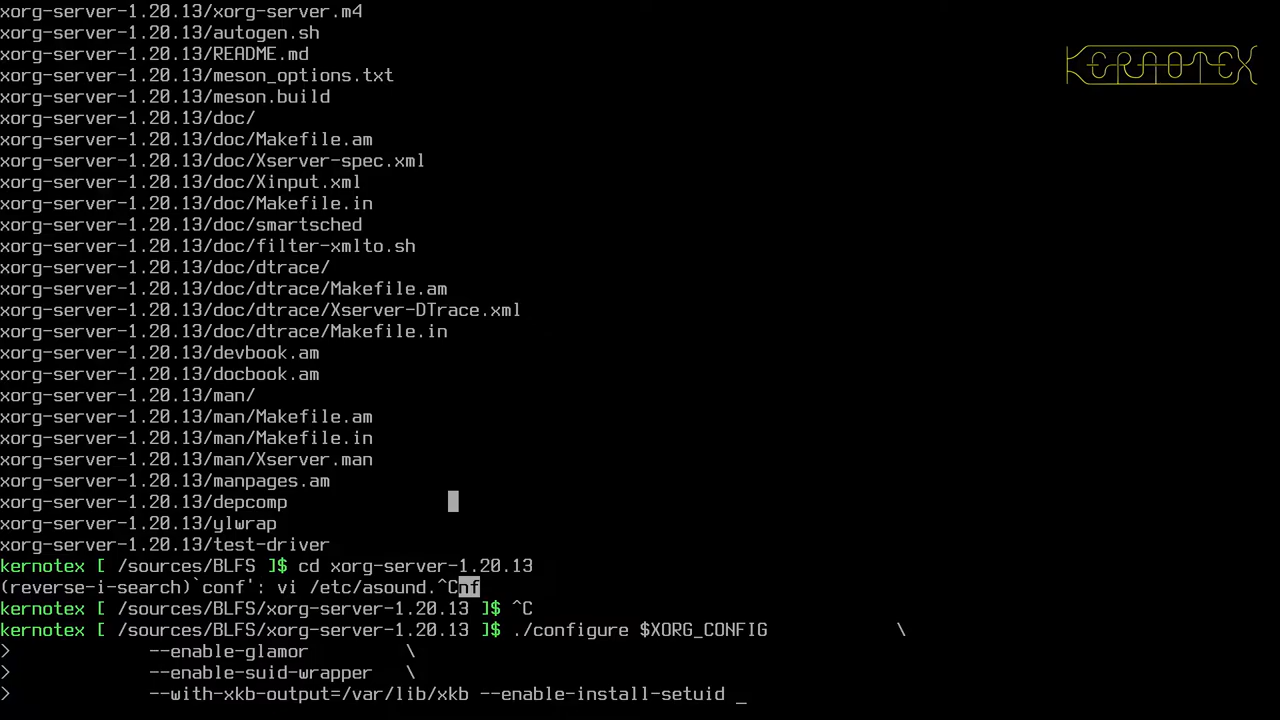 xorg-server-1.20.13/xorg-server.m4
KERNOTEX
xorg-server-1.20.13/autogen.sh
xorg-server-1.20.13/README.md
xorg-server-1.20.13/meson_options.txt
xorg-server-1.20.13/meson.build
xorg-server-1.20.13/doc/
xorg-server-1.20.13/doc/Makefile.am
xorg-server-1.20.13/doc/Xserver-spec.xml
xorg-server-1.20.13/doc/Xinput.xml
xorg-server-1.20.13/doc/Makefile.in
xorg-server-1.20.13/doc/smartsched
xorg-server-1.20.13/doc/filter-xmlto.sh
xorg-server-1.20.13/doc/dtrace/
xorg-server-1.20.13/doc/dtrace/Makefile.am
xorg-server-1.20.13/doc/dtrace/Xserver-DTrace.xml
xorg-server-1.20.13/doc/dtrace/Makefile.in
xorg-server-1.20.13/devbook.am
xorg-server-1.20.13/docbook.am
xorg-server-1.20.13/man/
xorg-server-1.20.13/man/Makefile.am
xorg-server-1.20.13/man/Makefile.in
xorg-server-1.20.13/man/Xserver.man
xorg-server-1.20.13/manpages.am
xorg-server-1.20.13/depcomp
xorg-server-1.20.13/ylwrap
xorg-server-1.20.13/test-driver
kernotex [ /sources/BLFS ]$ cd xorg-server-1.20.13
(reverse-i-search)`conf': vi /etc/asound.^Cnf
kernotex [ /sources/BLFS/xorg-server-1.20.13 ]$ ^C
kernotex [ /sources/BLFS/xorg-server-1.20.13 ]$ ./configure $XORG_CONFIG            \
>             --enable-glamor         \
>             --enable-suid-wrapper   \
>             --with-xkb-output=/var/lib/xkb --enable-install-setuid _